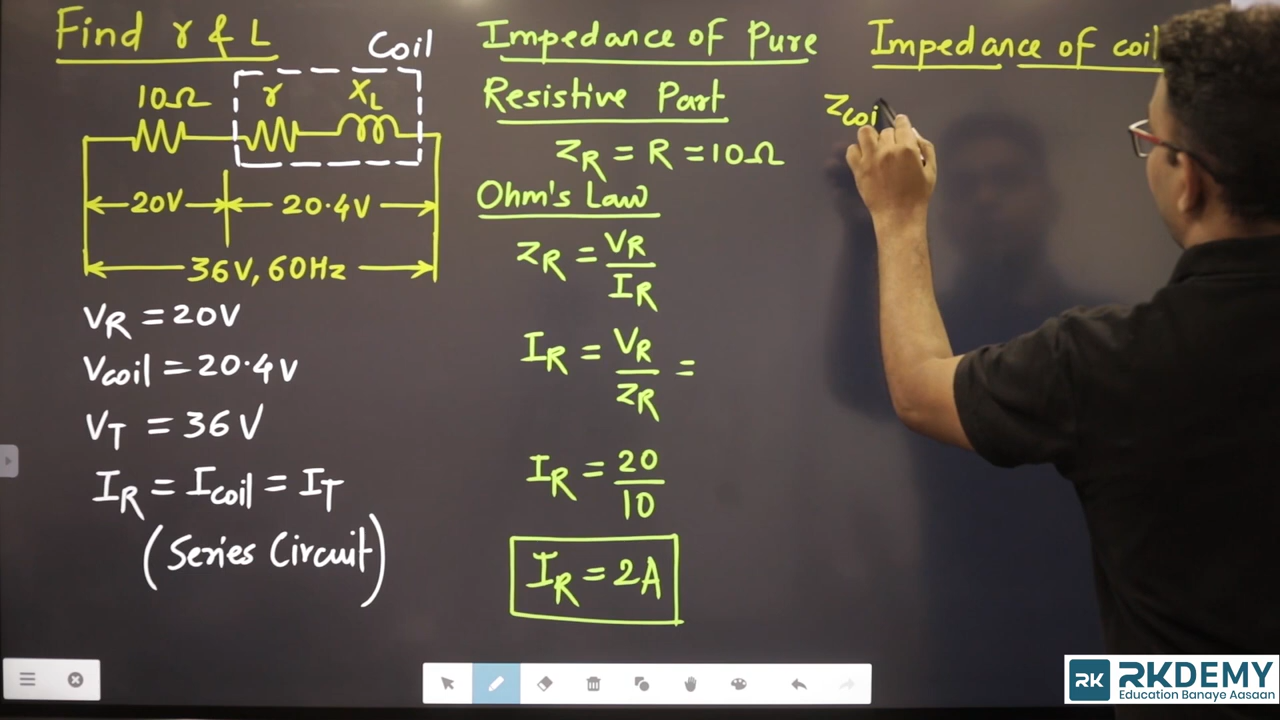 Find r & L
Coil
10Ω r XL
20V 20.4V
36V, 60Hz
VR = 20V
Vcoil = 20.4V
VT = 36V
IR = Icoil = IT
(Series Circuit)
Impedance of Pure
Resistive Part
ZR = R = 10Ω
Ohm's Law
ZR = VR/IR
IR = VR/ZR =
IR = 20/10
IR = 2A
Impedance of coil
Zcoi
RK RKDEMY
Education Banaye Aasaan